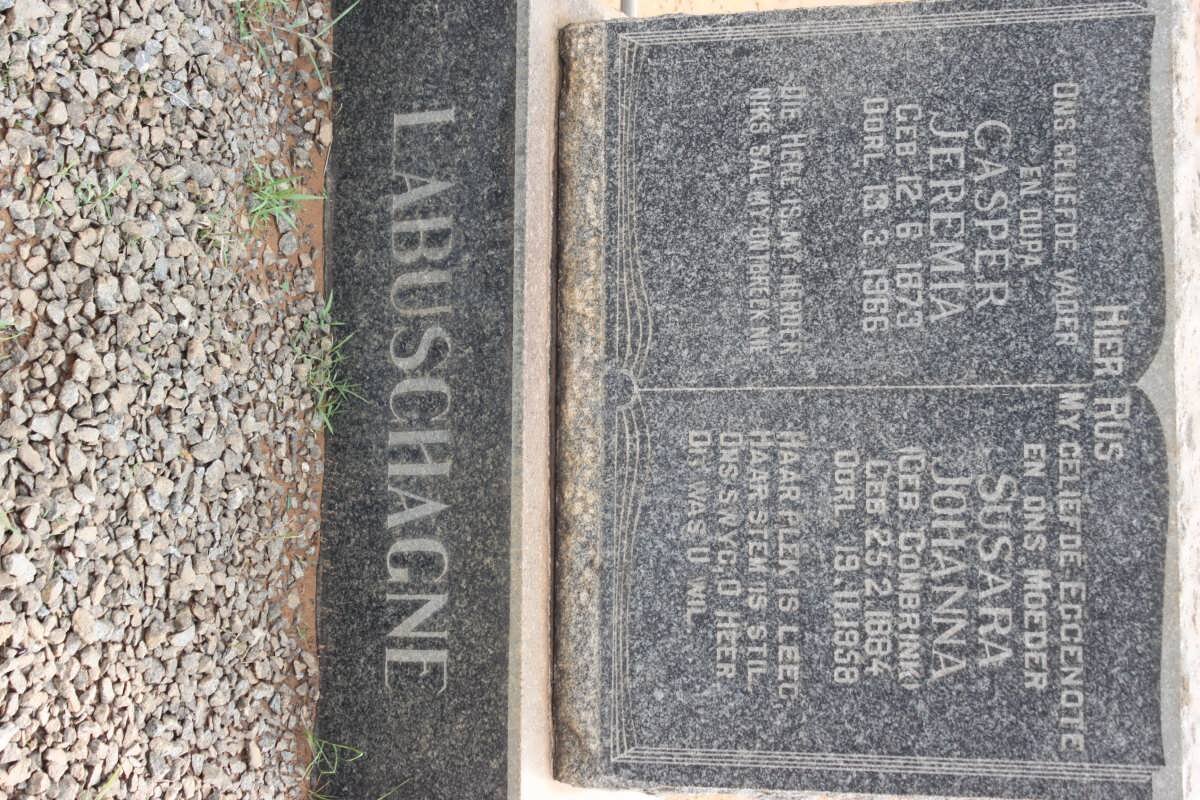 HIER RUS
ONS GELIEFDE VADER
EN OUPA
CASPER
JEREMIA
GEB 12.6.1873
OORL 13.3.1966
DIE HERE IS MY HERDER
NIKS SAL MY ONTBREEK NIE
MY GELIEFDE EGGENOTE
EN ONS MOEDER
SUSARA
JOHANNA
(GEB GOMBRINK)
GEB 25.2.1884
OORL 19.11.1958
HAAR PLEK IS LEEG,
HAAR STEM IS STIL.
ONS SWYG O HEER
DIT WAS U WIL.
LABUSCHAGNE